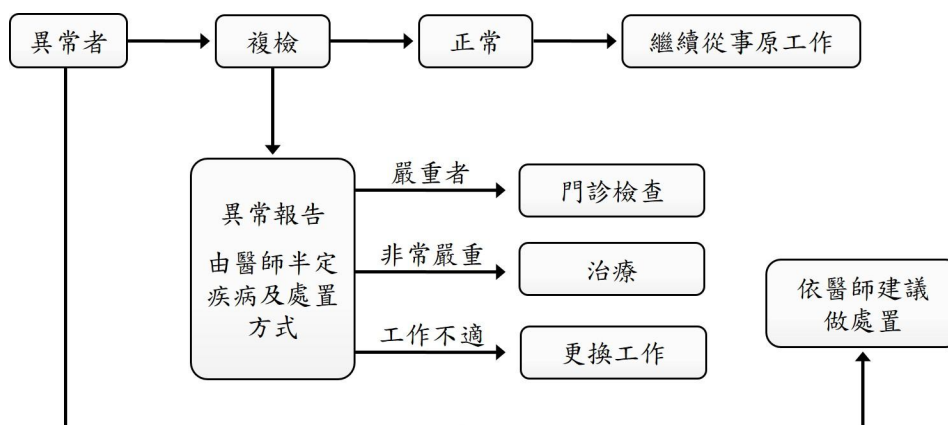 異常者
複檢
正常
繼續從事原工作
異常報告
由醫師半定
疾病及處置
方式
嚴重者
門診檢查
非常嚴重
治療
工作不適
更換工作
依醫師建議
做處置